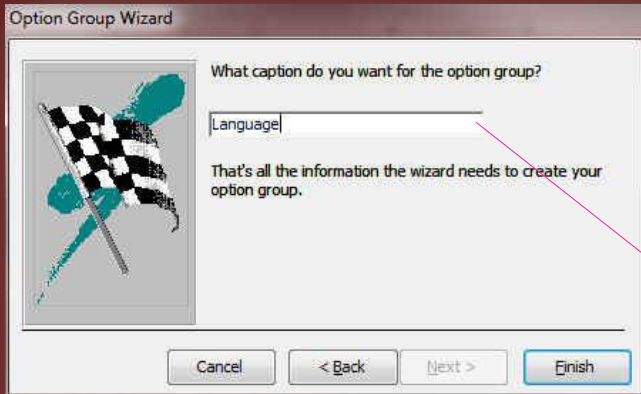 Option Group Wizard
What caption do you want for the option group?
Language
That's all the information the wizard needs to create your
option group.
Cancel
< Back
Next >
Finish